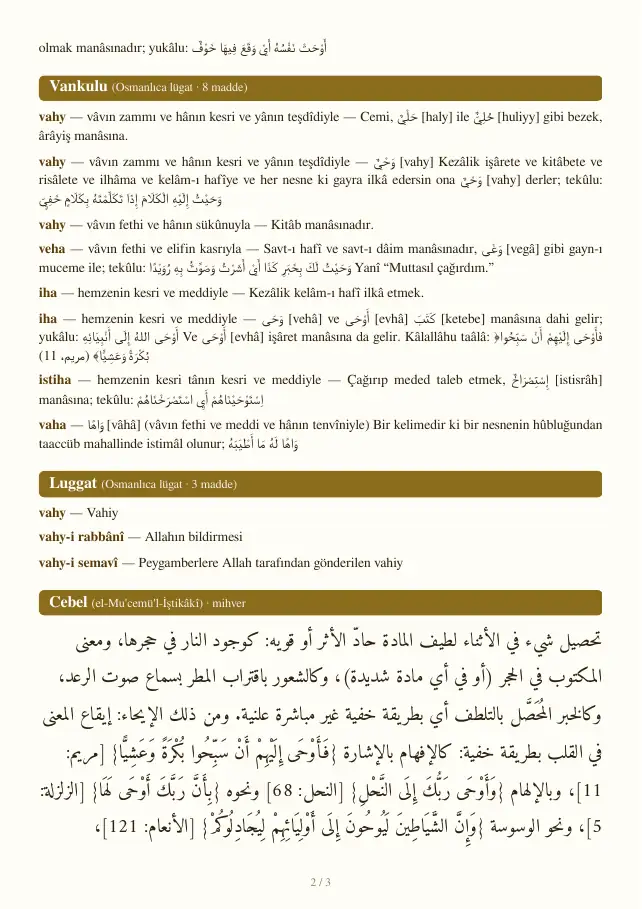 olmak manâsınadır; yukâlu: أَوْحَتْ نَفْسُهُ أَيْ وَقَعَ فِيهَا خَوْفٌ
Vankulu (Osmanlıca lügat · 8 madde)
vahy — vâvın zammı ve hânın kesri ve yânın teşdîdiyle — Cemi, حَلْيٌ [haly] ile حُلِيٌّ [huliyy] gibi bezek,
ârâyiş manâsına.
vahy — vâvın zammı ve hânın kesri ve yânın teşdîdiyle — وَحْيٌ [vahy] Kezâlik işârete ve kitâbete ve
risâlete ve ilhâma ve kelâm-ı hafîye ve her nesne ki gayra ilkâ edersin ona وَحْيٌ [vahy] derler; tekûlu:
وَحَيْتُ إِلَيْهِ الْكَلَامَ إِذَا تَكَلَّمْتَهُ بِكَلَامٍ خَفِيٍّ
vahy — vâvın fethi ve hânın sükûnuyla — Kitâb manâsınadır.
veha — vâvın fethi ve elifin kasrıyla — Savt-ı hafî ve savt-ı dâim manâsınadır, وَغَى [vegâ] gibi gayn-ı
muceme ile; tekûlu: وَحَيْتُ لَكَ بِخَبَرِ كَذَا أَيْ أَشَرْتُ وَصَوَّتُّ بِهِ رُوَيْدًا Yanî “Muttasıl çağırdım.”
iha — hemzenin kesri ve meddiyle — Kezâlik kelâm-ı hafî ilkâ etmek.
iha — hemzenin kesri ve meddiyle — وَحَى [vehâ] ve أَوْحَى [evhâ] كَتَبَ [ketebe] manâsına dahi gelir;
yukâlu: أَوْحَى اللهُ إِلَى أَنْبِيَائِهِ Ve أَوْحَى [evhâ] işâret manâsına da gelir. Kâlallâhu taâlâ: ﴿فَأَوْحَى إِلَيْهِمْ أَنْ سَبِّحُوا
بُكْرَةً وَعَشِيًّا﴾ (مريم، 11)
istiha — hemzenin kesri tânın kesri ve meddiyle — Çağırıp meded taleb etmek, إِسْتِصْرَاخٌ [istisrâh]
manâsına; tekûlu: اِسْتَوْحَيْنَاهُمْ أَيِ اسْتَصْرَخْنَاهُمْ
vaha — وَاهًا [vâhâ] (vâvın fethi ve meddi ve hânın tenvîniyle) Bir kelimedir ki bir nesnenin hûbluğundan
taaccüb mahallinde istimâl olunur; وَاهًا لَهُ مَا أَطْيَبَهُ
Luggat (Osmanlıca lügat · 3 madde)
vahy — Vahiy
vahy-i rabbânî — Allahın bildirmesi
vahy-i semavî — Peygamberlere Allah tarafından gönderilen vahiy
Cebel (el-Mu'cemü'l-İştikâkî) · mihver
تحصيل شيء في الأثناء لطيف المادة حادّ الأثر أو قويه: كوجود النار في حجرها، ومعنى
المكتوب في الحجر (أو في أي مادة شديدة)، وكالشعور باقتراب المطر بسماع صوت الرعد،
وكالخبر المُحَصَّل بالتلطف أي بطريقة خفية غير مباشرة علنية. ومن ذلك الإيحاء: إيقاع المعنى
في القلب بطريقة خفية: كالإفهام بالإشارة {فَأَوْحَى إِلَيْهِمْ أَنْ سَبِّحُوا بُكْرَةً وَعَشِيًّا} [مريم:
11]، وبالإلهام {وَأَوْحَى رَبُّكَ إِلَى النَّحْلِ} [النحل: 68] ونحوه {بِأَنَّ رَبَّكَ أَوْحَى لَهَا} [الزلزلة:
5]، ونحو الوسوسة {وَإِنَّ الشَّيَاطِينَ لَيُوحُونَ إِلَى أَوْلِيَائِهِمْ لِيُجَادِلُوكُمْ} [الأنعام: 121]،
2 / 3